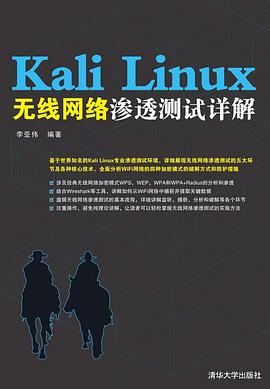 Kali Linux
无线网络渗透测试详解
李亚伟 编著
基于世界知名的Kali Linux专业渗透测试环境，详细展现无线网络渗透测试的五大环
节及各种核心技术，全面分析WiFi网络的四种加密模式的破解方式和防护措施
涉及经典无线网络加密模式WPS、WEP、WPA和WPA+Radius的分析和渗透
结合Wireshark等工具，讲解如何从WiFi网络中捕获并提取关键数据
遵循无线网络渗透测试的基本流程，详细讲解监听、捕获、分析和破解等各个环节
注重操作，避免纯理论讲解，让读者可以轻松掌握无线网络渗透测试的实施方法
清华大学出版社